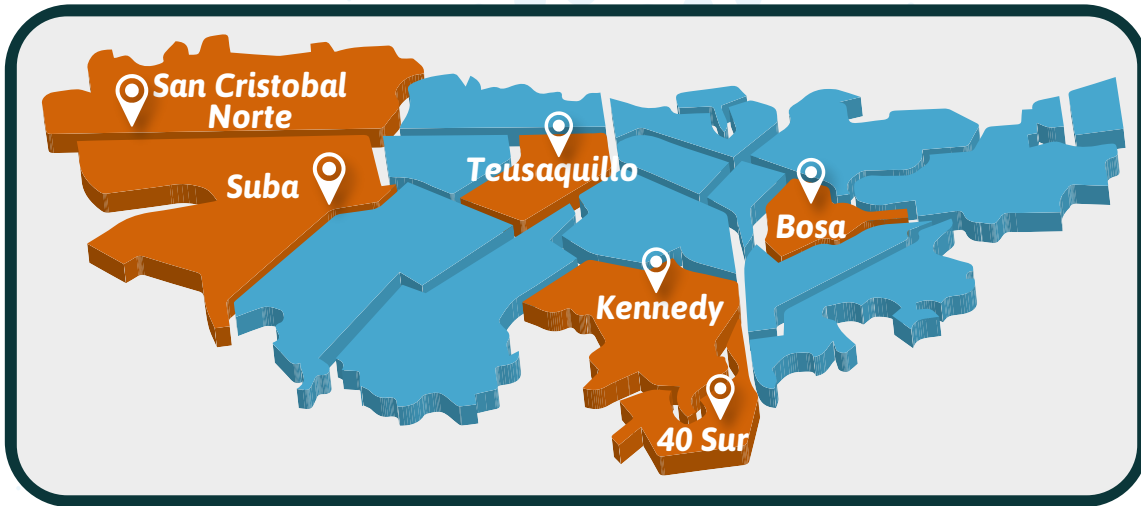 San Cristobal
Norte
Suba
Teusaquillo
Bosa
Kennedy
40 Sur